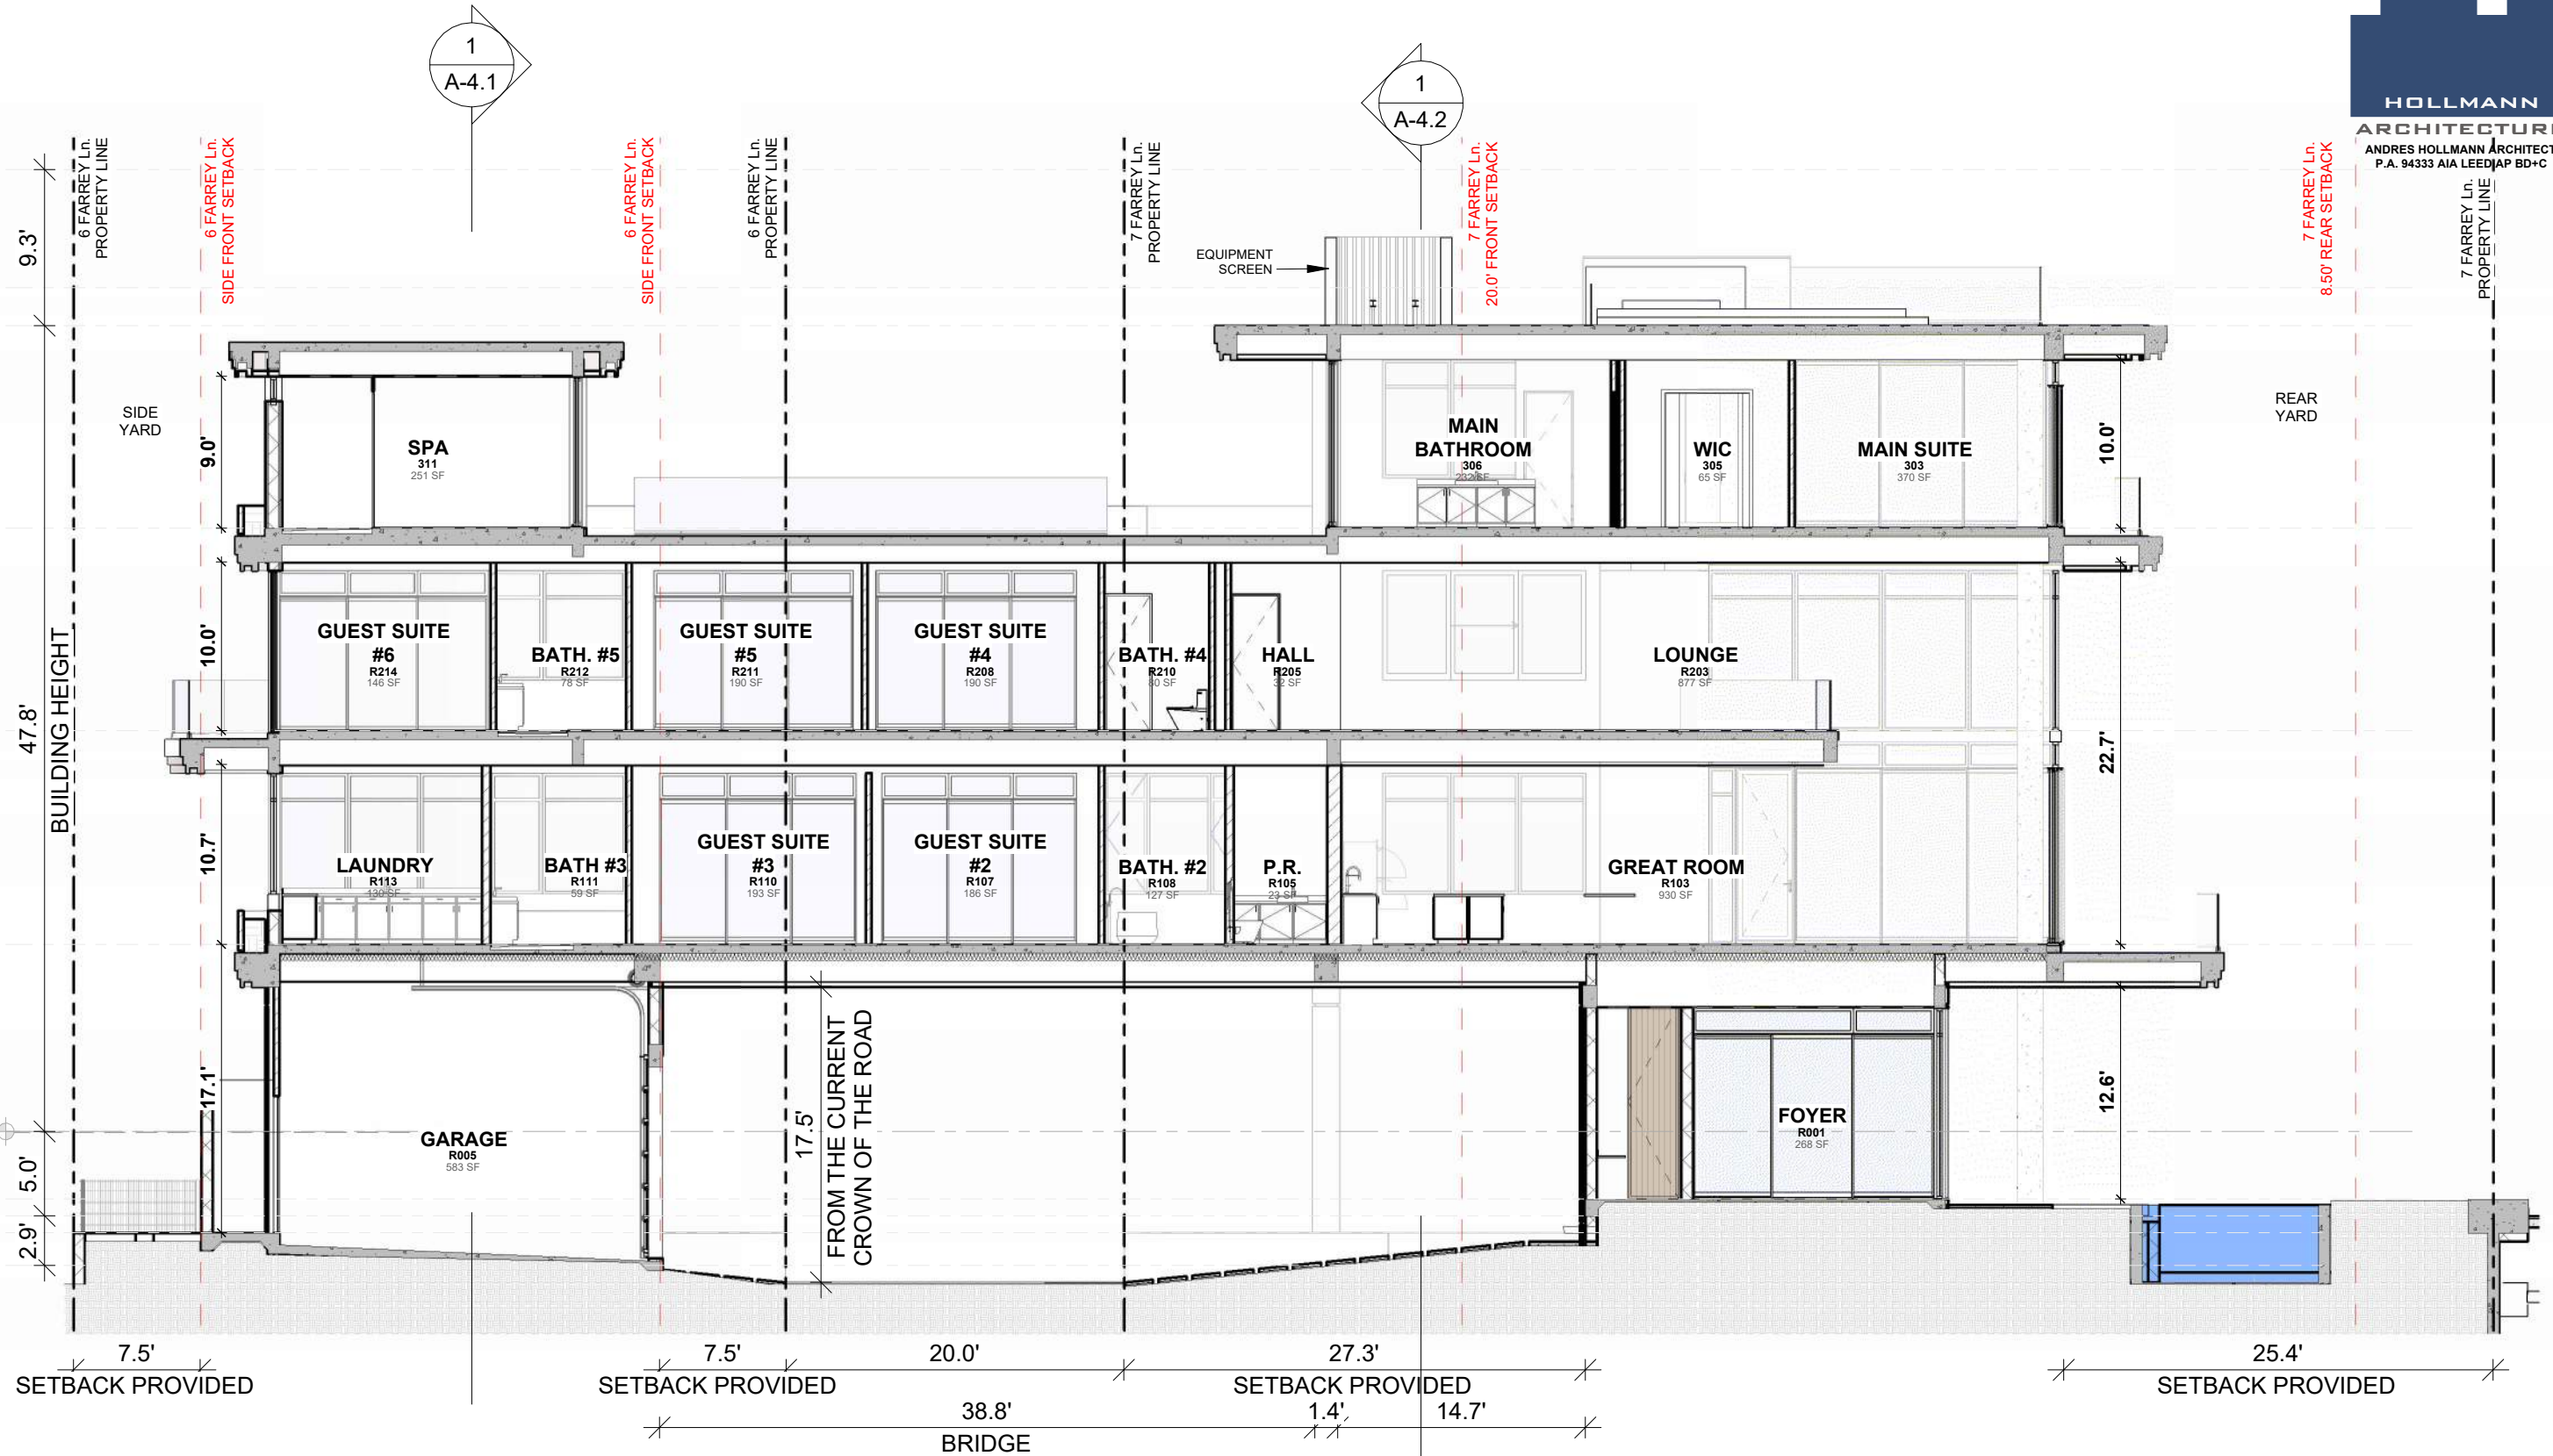 1
A-4.1
1
A-4.2
HOLLMANN
ARCHITECTURE
ANDRES HOLLMANN ARCHITECT
P.A. 94333 AIA LEED AP BD+C
6 FARREY Ln.
PROPERTY LINE
6 FARREY Ln.
SIDE FRONT SETBACK
6 FARREY Ln.
SIDE FRONT SETBACK
6 FARREY Ln.
PROPERTY LINE
7 FARREY Ln.
PROPERTY LINE
7 FARREY Ln.
20.0' FRONT SETBACK
7 FARREY Ln.
8.50' REAR SETBACK
7 FARREY Ln.
PROPERTY LINE
9.3'
EQUIPMENT
SCREEN
SIDE
YARD
REAR
YARD
9.0'
SPA
311
251 SF
MAIN
BATHROOM
306
232 SF
WIC
305
65 SF
MAIN SUITE
303
370 SF
10.0'
47.8'
BUILDING HEIGHT
10.0'
GUEST SUITE
#6
R214
146 SF
BATH. #5
R212
78 SF
GUEST SUITE
#5
R211
190 SF
GUEST SUITE
#4
R208
190 SF
BATH. #4
R210
80 SF
HALL
R205
32 SF
LOUNGE
R203
877 SF
22.7'
10.7'
LAUNDRY
R113
130 SF
BATH #3
R111
59 SF
GUEST SUITE
#3
R110
193 SF
GUEST SUITE
#2
R107
186 SF
BATH. #2
R108
127 SF
P.R.
R105
23 SF
GREAT ROOM
R103
930 SF
17.1'
GARAGE
R005
583 SF
17.5'
FROM THE CURRENT
CROWN OF THE ROAD
FOYER
R001
268 SF
12.6'
5.0'
2.9'
7.5'
SETBACK PROVIDED
7.5'
SETBACK PROVIDED
20.0'
27.3'
SETBACK PROVIDED
25.4'
SETBACK PROVIDED
38.8'
BRIDGE
1.4'
14.7'